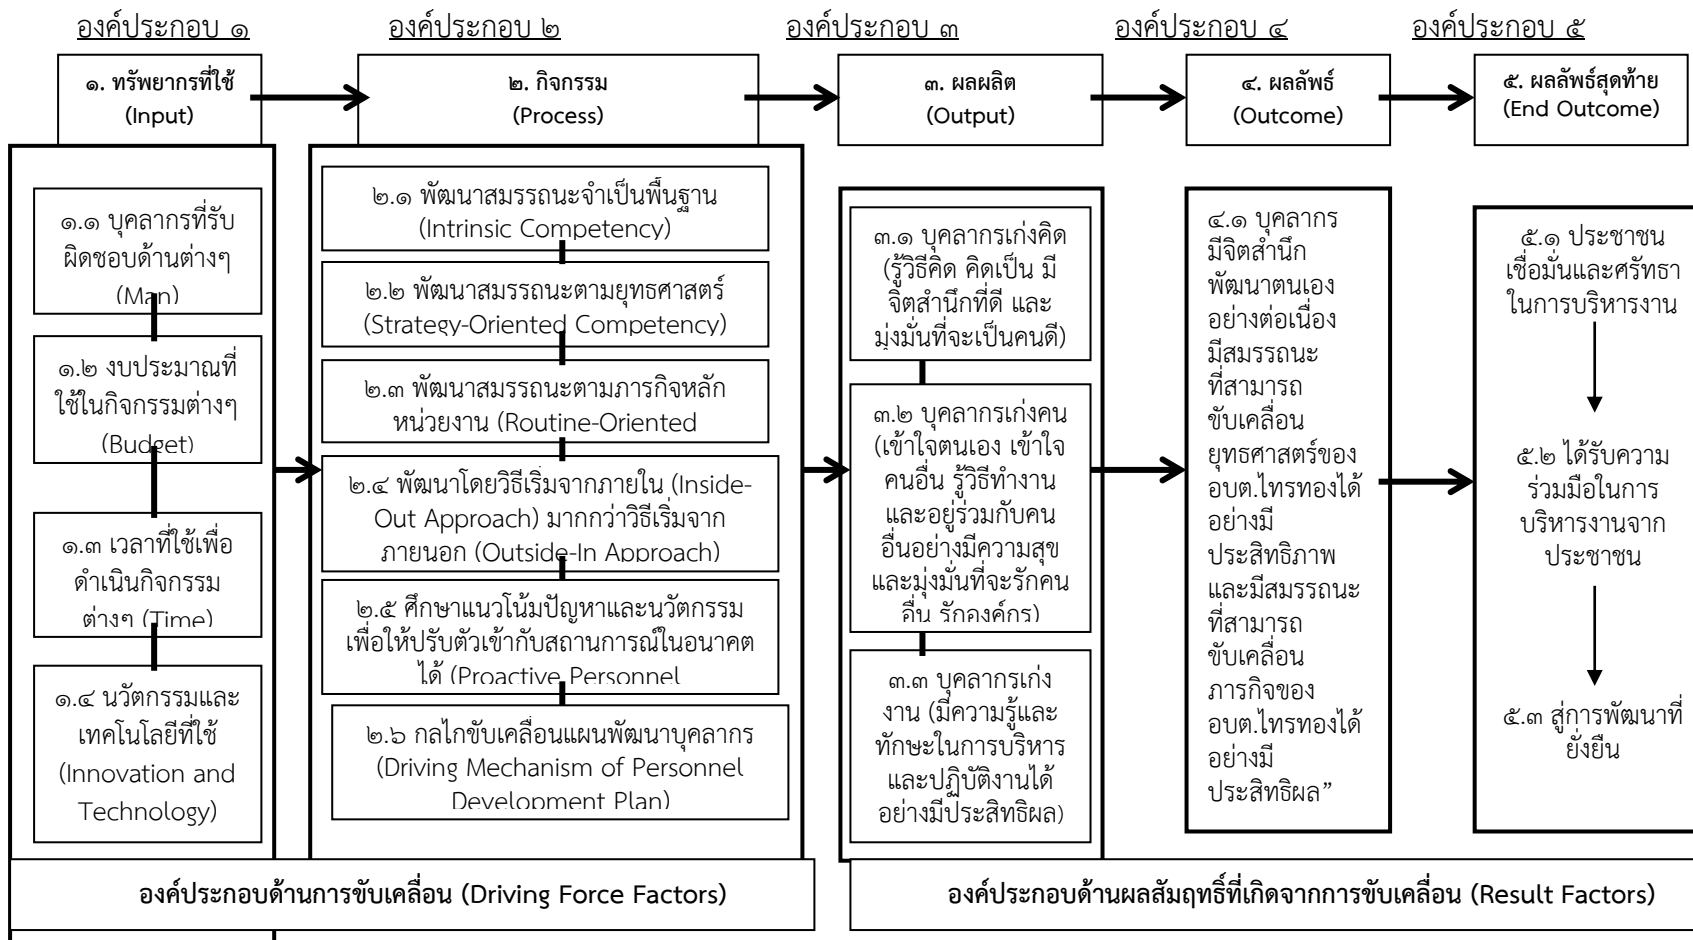 องค์ประกอบ ๑
องค์ประกอบ ๒
องค์ประกอบ ๓
องค์ประกอบ ๔
องค์ประกอบ ๕
๑. ทรัพยากรที่ใช้
(Input)
๒. กิจกรรม
(Process)
๓. ผลผลิต
(Output)
๔. ผลลัพธ์
(Outcome)
๕. ผลลัพธ์สุดท้าย
(End Outcome)
๑.๑ บุคลากรที่รับ
ผิดชอบด้านต่างๆ
(Man)
๑.๒ งบประมาณที่
ใช้ในกิจกรรมต่างๆ
(Budget)
๑.๓ เวลาที่ใช้เพื่อ
ดำเนินกิจกรรม
ต่างๆ (Time)
๑.๔ นวัตกรรมและ
เทคโนโลยีที่ใช้
(Innovation and
Technology)
๒.๑ พัฒนาสมรรถนะจำเป็นพื้นฐาน
(Intrinsic Competency)
๒.๒ พัฒนาสมรรถนะตามยุทธศาสตร์
(Strategy-Oriented Competency)
๒.๓ พัฒนาสมรรถนะตามภารกิจหลัก
หน่วยงาน (Routine-Oriented
๒.๔ พัฒนาโดยวิธีเริ่มจากภายใน (Inside-
Out Approach) มากกว่าวิธีเริ่มจาก
ภายนอก (Outside-In Approach)
๒.๕ ศึกษาแนวโน้มปัญหาและนวัตกรรม
เพื่อให้ปรับตัวเข้ากับสถานการณ์ในอนาคต
ได้ (Proactive Personnel
๒.๖ กลไกขับเคลื่อนแผนพัฒนาบุคลากร
(Driving Mechanism of Personnel
Development Plan)
๓.๑ บุคลากรเก่งคิด
(รู้วิธีคิด คิดเป็น มี
จิตสำนึกที่ดี และ
มุ่งมั่นที่จะเป็นคนดี)
๓.๒ บุคลากรเก่งคน
(เข้าใจตนเอง เข้าใจ
คนอื่น รู้วิธีทำงาน
และอยู่ร่วมกับคน
อื่นอย่างมีความสุข
และมุ่งมั่นที่จะรักคน
อื่น รักองค์กร)
๓.๓ บุคลากรเก่ง
งาน (มีความรู้และ
ทักษะในการบริหาร
และปฏิบัติงานได้
อย่างมีประสิทธิผล)
๔.๑ บุคลากร
มีจิตสำนึก
พัฒนาตนเอง
อย่างต่อเนื่อง
มีสมรรถนะ
ที่สามารถ
ขับเคลื่อน
ยุทธศาสตร์ของ
อบต.ไทรทองได้
อย่างมี
ประสิทธิภาพ
และมีสมรรถนะ
ที่สามารถ
ขับเคลื่อน
ภารกิจของ
อบต.ไทรทองได้
อย่างมี
ประสิทธิผล”
๕.๑ ประชาชน
เชื่อมั่นและศรัทธา
ในการบริหารงาน
๕.๒ ได้รับความ
ร่วมมือในการ
บริหารงานจาก
ประชาชน
๕.๓ สู่การพัฒนาที่
ยั่งยืน
องค์ประกอบด้านการขับเคลื่อน (Driving Force Factors)
องค์ประกอบด้านผลสัมฤทธิ์ที่เกิดจากการขับเคลื่อน (Result Factors)